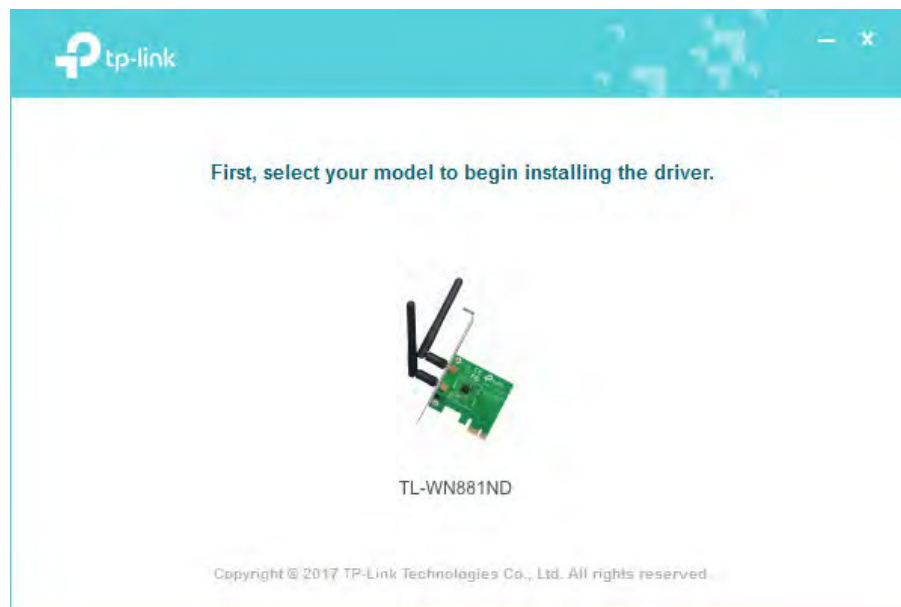 tp-link
First, select your model to begin installing the driver.
TL-WN881ND
Copyright © 2017 TP-Link Technologies Co., Ltd. All rights reserved